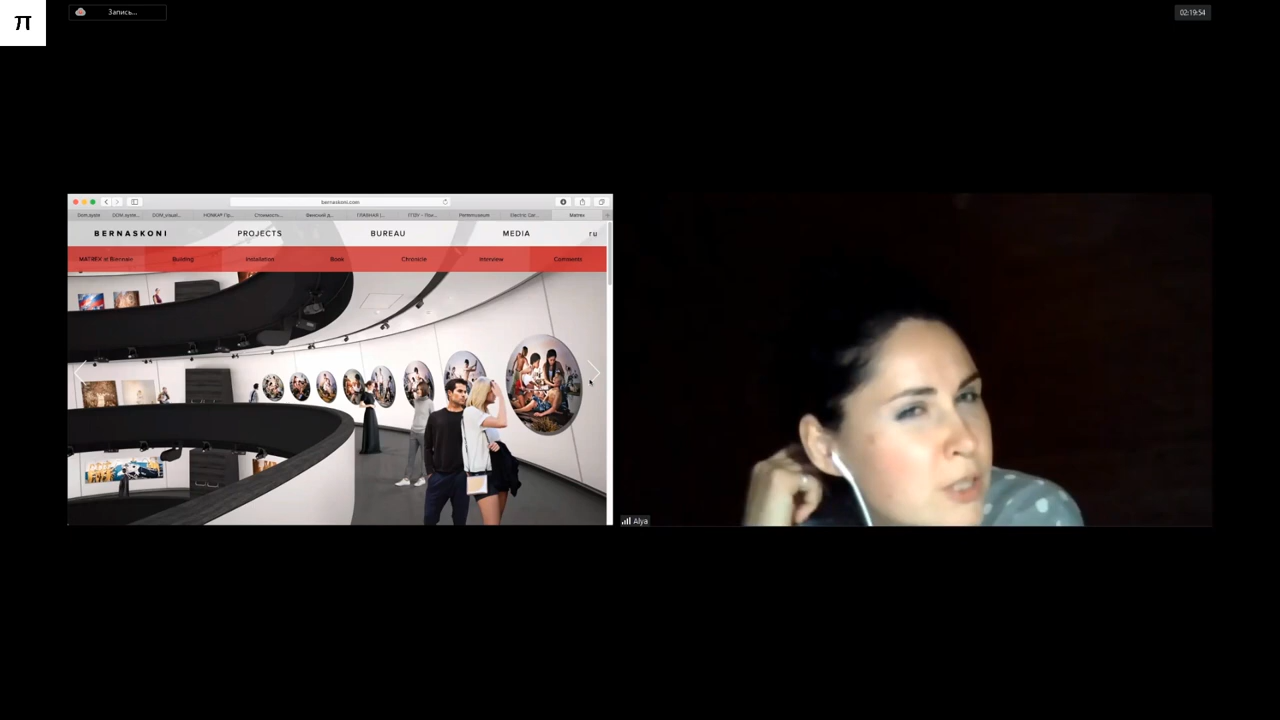 π
Запись...
02:19:54
bernaskoni.com
BERNASKONI
PROJECTS
BUREAU
MEDIA
ru
MATREX at Biennale
Building
Installation
Book
Chronicle
Interview
Comments
Alya